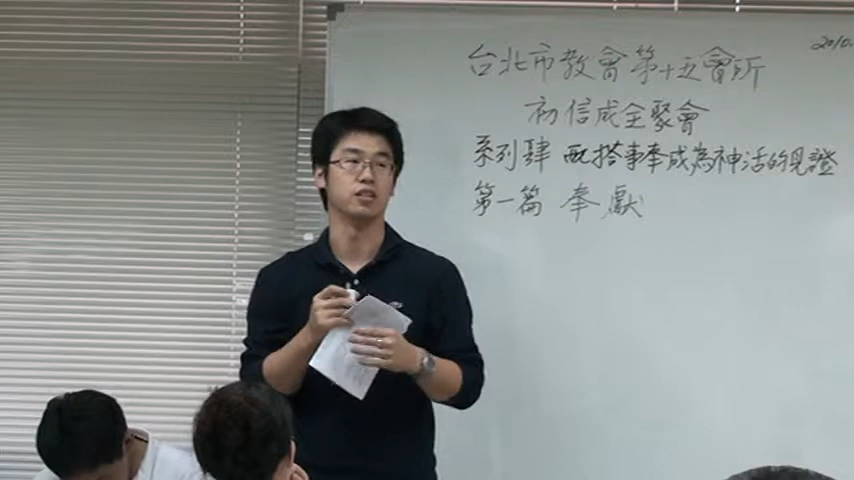 2010.
台北市教會第十五會所
初信成全聚會
系列肆 配搭事奉成為神活的見證
第一篇 奉獻